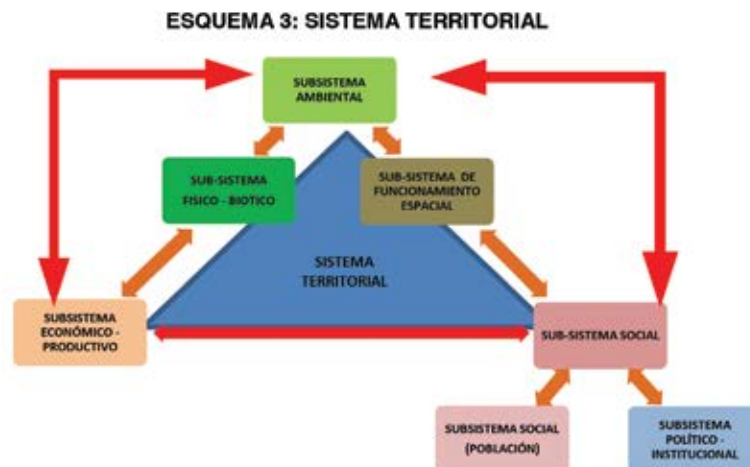 ESQUEMA 3: SISTEMA TERRITORIAL
SUBSISTEMA
AMBIENTAL
SUB-SISTEMA
FISICO - BIOTICO
SUB-SISTEMA DE
FUNCIONAMIENTO
ESPACIAL
SISTEMA
TERRITORIAL
SUBSISTEMA
ECONÓMICO -
PRODUCTIVO
SUB-SISTEMA SOCIAL
SUBSISTEMA SOCIAL
(POBLACIÓN)
SUBSISTEMA
POLÍTICO -
INSTITUCIONAL